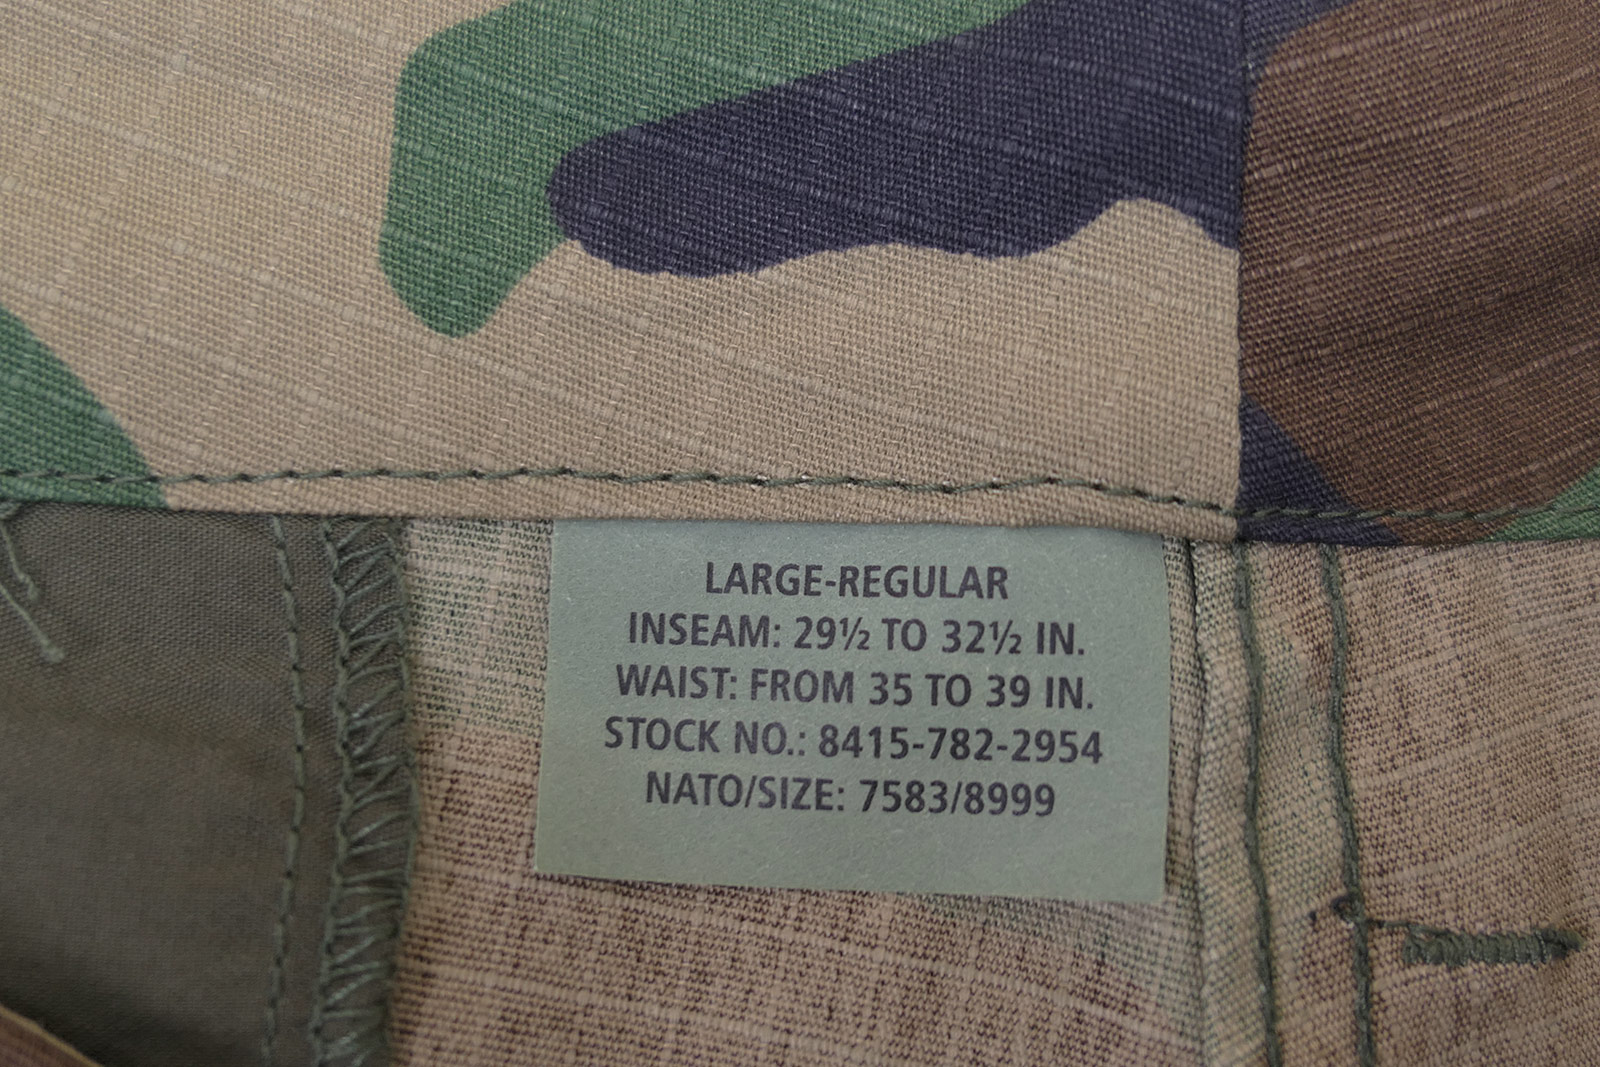 LARGE-REGULAR
INSEAM: 29½ TO 32½ IN.
WAIST: FROM 35 TO 39 IN.
STOCK NO.: 8415-782-2954
NATO/SIZE: 7583/8999